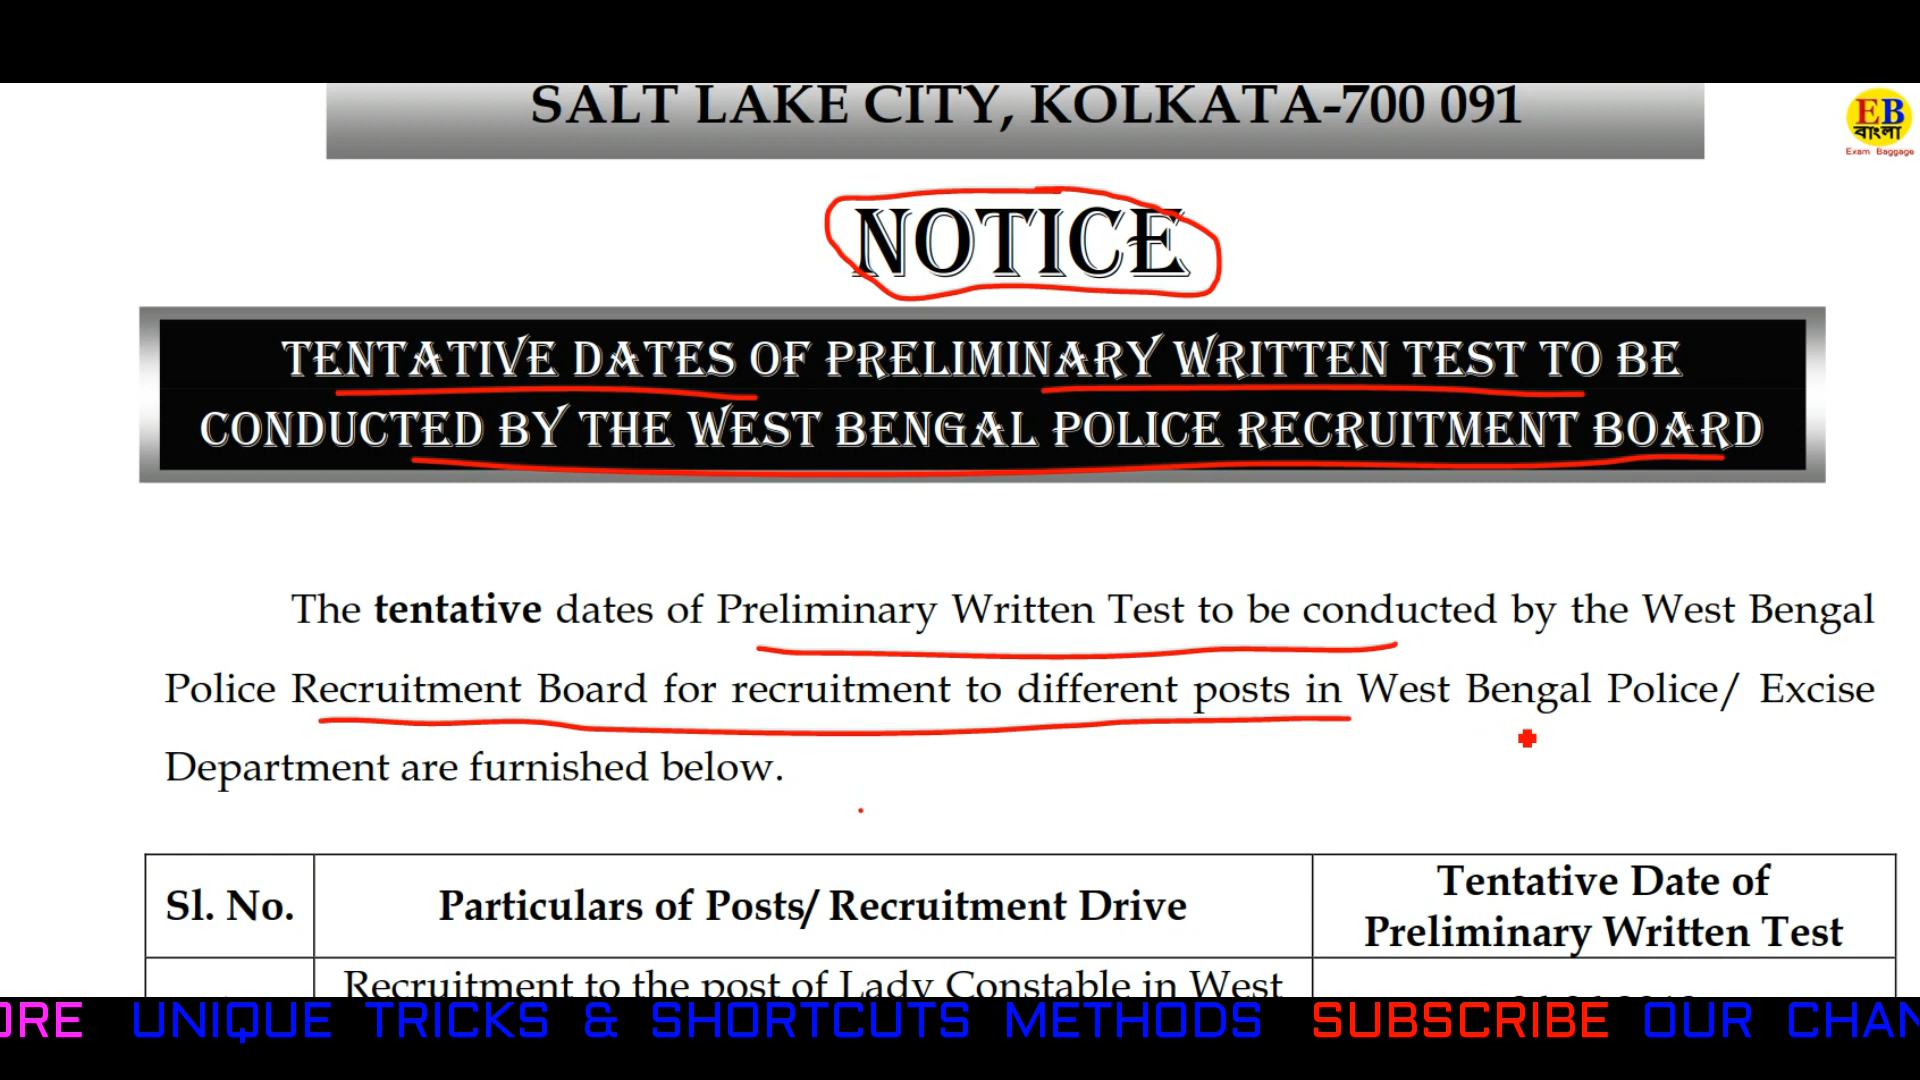 SALT LAKE CITY, KOLKATA-700 091
EB
বাংলা
Exam Baggage
NOTICE
TENTATIVE DATES OF PRELIMINARY WRITTEN TEST TO BE
CONDUCTED BY THE WEST BENGAL POLICE RECRUITMENT BOARD
The tentative dates of Preliminary Written Test to be conducted by the West Bengal
Police Recruitment Board for recruitment to different posts in West Bengal Police/ Excise
Department are furnished below.
Sl. No.
Particulars of Posts/ Recruitment Drive
Tentative Date of
Preliminary Written Test
Recruitment to the post of Lady Constable in West
ORE UNIQUE TRICKS & SHORTCUTS METHODS SUBSCRIBE OUR CHAN